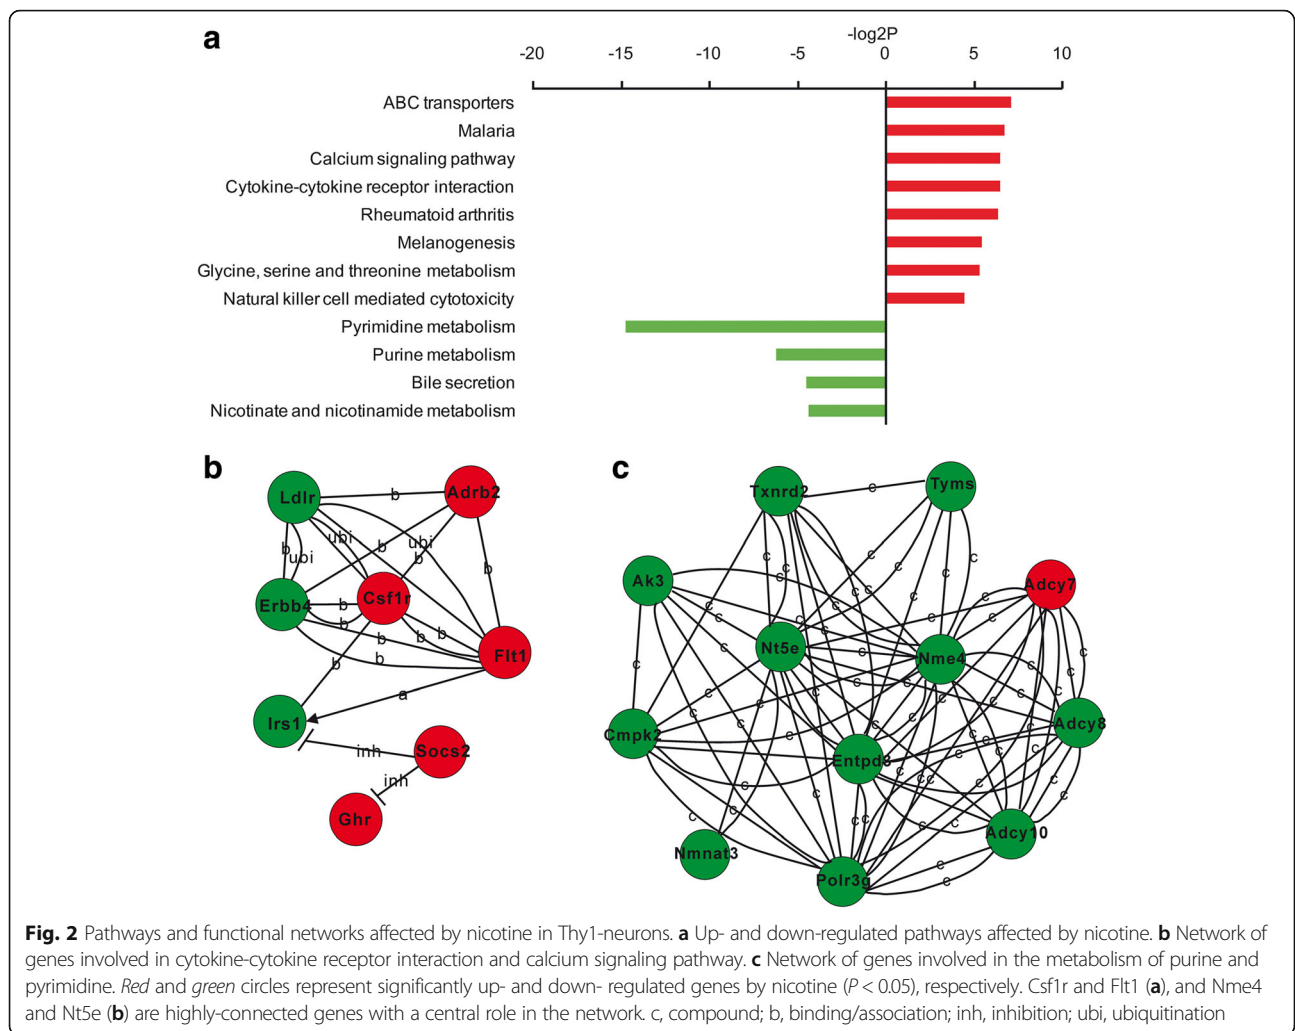 a
-log2P
-20 -15 -10 -5 0 5 10
ABC transporters
Malaria
Calcium signaling pathway
Cytokine-cytokine receptor interaction
Rheumatoid arthritis
Melanogenesis
Glycine, serine and threonine metabolism
Natural killer cell mediated cytotoxicity
Pyrimidine metabolism
Purine metabolism
Bile secretion
Nicotinate and nicotinamide metabolism
b
Ldlr b Adrb2
ubi b ubi b
b ubi b
Erbb4 b Csf1r
b b b b
b b Flt1
a
Irs1
inh Socs2
inh
Ghr
c
Txnrd2 c Tyms
c c c c c
Ak3 c c c Adcy7
c c c c c c c
c Nt5e c Nme4 c c
c c c c c c
Cmpk2 c c c c c Adcy8
c Entpd8 c c c c
c c c c c c c
c c c c c Adcy10
Nmnat3 c
Polr3g c
Fig. 2 Pathways and functional networks affected by nicotine in Thy1-neurons. a Up- and down-regulated pathways affected by nicotine. b Network of
genes involved in cytokine-cytokine receptor interaction and calcium signaling pathway. c Network of genes involved in the metabolism of purine and
pyrimidine. Red and green circles represent significantly up- and down- regulated genes by nicotine (P < 0.05), respectively. Csf1r and Flt1 (a), and Nme4
and Nt5e (b) are highly-connected genes with a central role in the network. c, compound; b, binding/association; inh, inhibition; ubi, ubiquitination